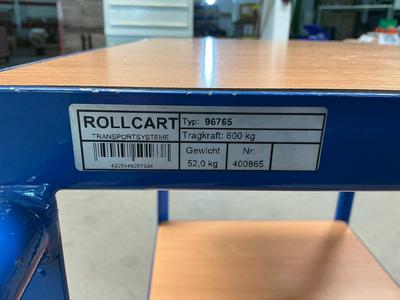 ROLLCART
TRANSPORTSYSTEME
Typ: 96765
Tragkraft: 600 kg
Gewicht
52,0 kg
Nr.
400865